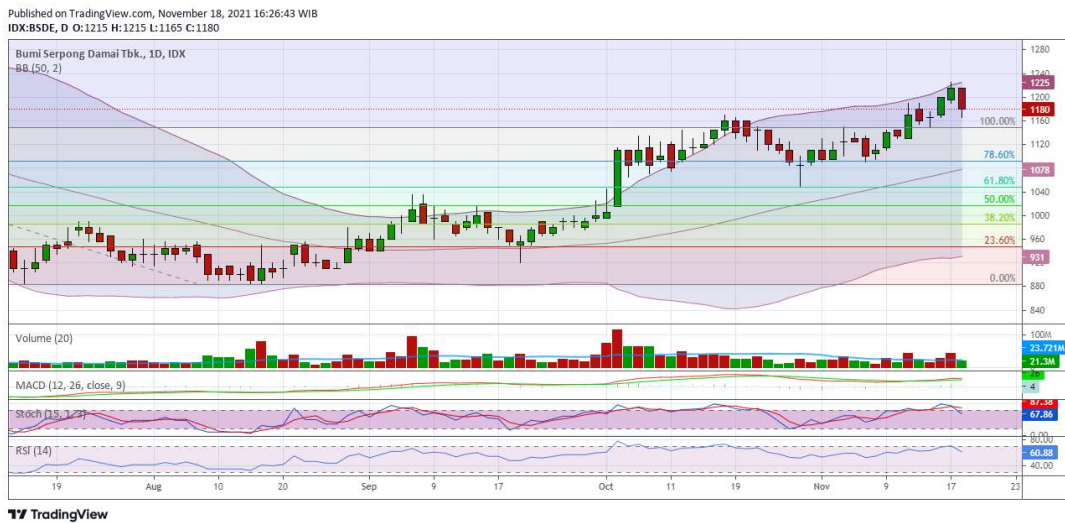 Published on TradingView.com, November 18, 2021 16:26:43 WIB
IDX:BSDE, D O:1215 H:1215 L:1165 C:1180
Bumi Serpong Damai Tbk., 1D, IDX
BB (50, 2)
1280
1240
1225
1200
1180
1160
100.00%
1120
78.60%
1078
61.80%
1040
50.00%
1000
38.20%
960
23.60%
920
931
0.00%
880
840
Volume (20)
100M
23.721M
21.3M
MACD (12, 26, close, 9)
26
4
Stoch (15, 1, 3)
87.38
67.86
0.00
RSI (14)
80.00
60.88
40.00
19 Aug 10 20 Sep 9 17 Oct 11 19 Nov 9 17 23
TradingView